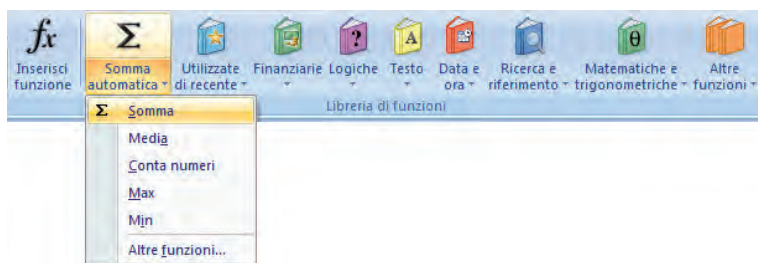 fx Σ ? A θ
Inserisci Somma Utilizzate Finanziarie Logiche Testo Data e Ricerca e Matematiche e Altre
funzione automatica di recente ora riferimento trigonometriche funzioni
Libreria di funzioni
Σ Somma
Media
Conta numeri
Max
Min
Altre funzioni...